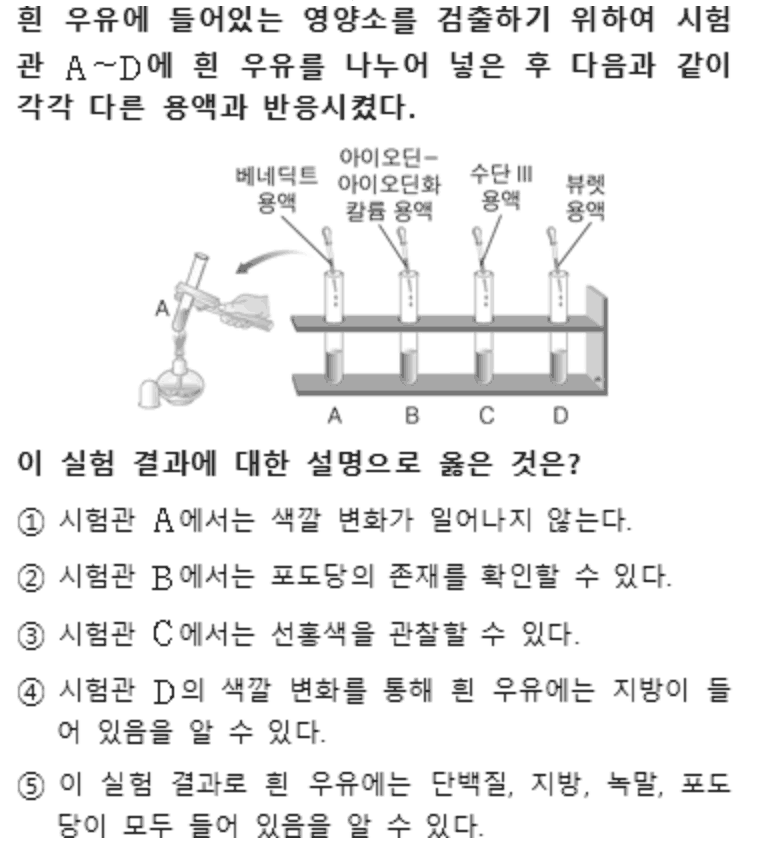 흰 우유에 들어있는 영양소를 검출하기 위하여 시험
관 A~D에 흰 우유를 나누어 넣은 후 다음과 같이
각각 다른 용액과 반응시켰다.
베네딕트
용액
아이오딘-
아이오딘화
칼륨 용액
수단 III
용액
뷰렛
용액
A
A B C D
이 실험 결과에 대한 설명으로 옳은 것은?
① 시험관 A에서는 색깔 변화가 일어나지 않는다.
② 시험관 B에서는 포도당의 존재를 확인할 수 있다.
③ 시험관 C에서는 선홍색을 관찰할 수 있다.
④ 시험관 D의 색깔 변화를 통해 흰 우유에는 지방이 들
어 있음을 알 수 있다.
⑤ 이 실험 결과로 흰 우유에는 단백질, 지방, 녹말, 포도
당이 모두 들어 있음을 알 수 있다.